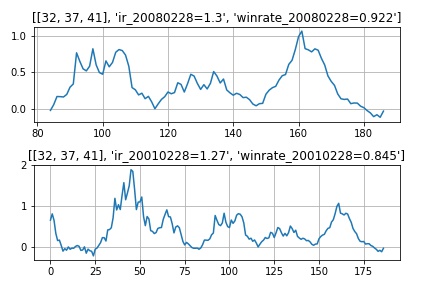 [[32, 37, 41], 'ir_20080228=1.3', 'winrate_20080228=0.922']
1.0
0.5
0.0
80 100 120 140 160 180
[[32, 37, 41], 'ir_20010228=1.27', 'winrate_20010228=0.845']
2
1
0
0 25 50 75 100 125 150 175